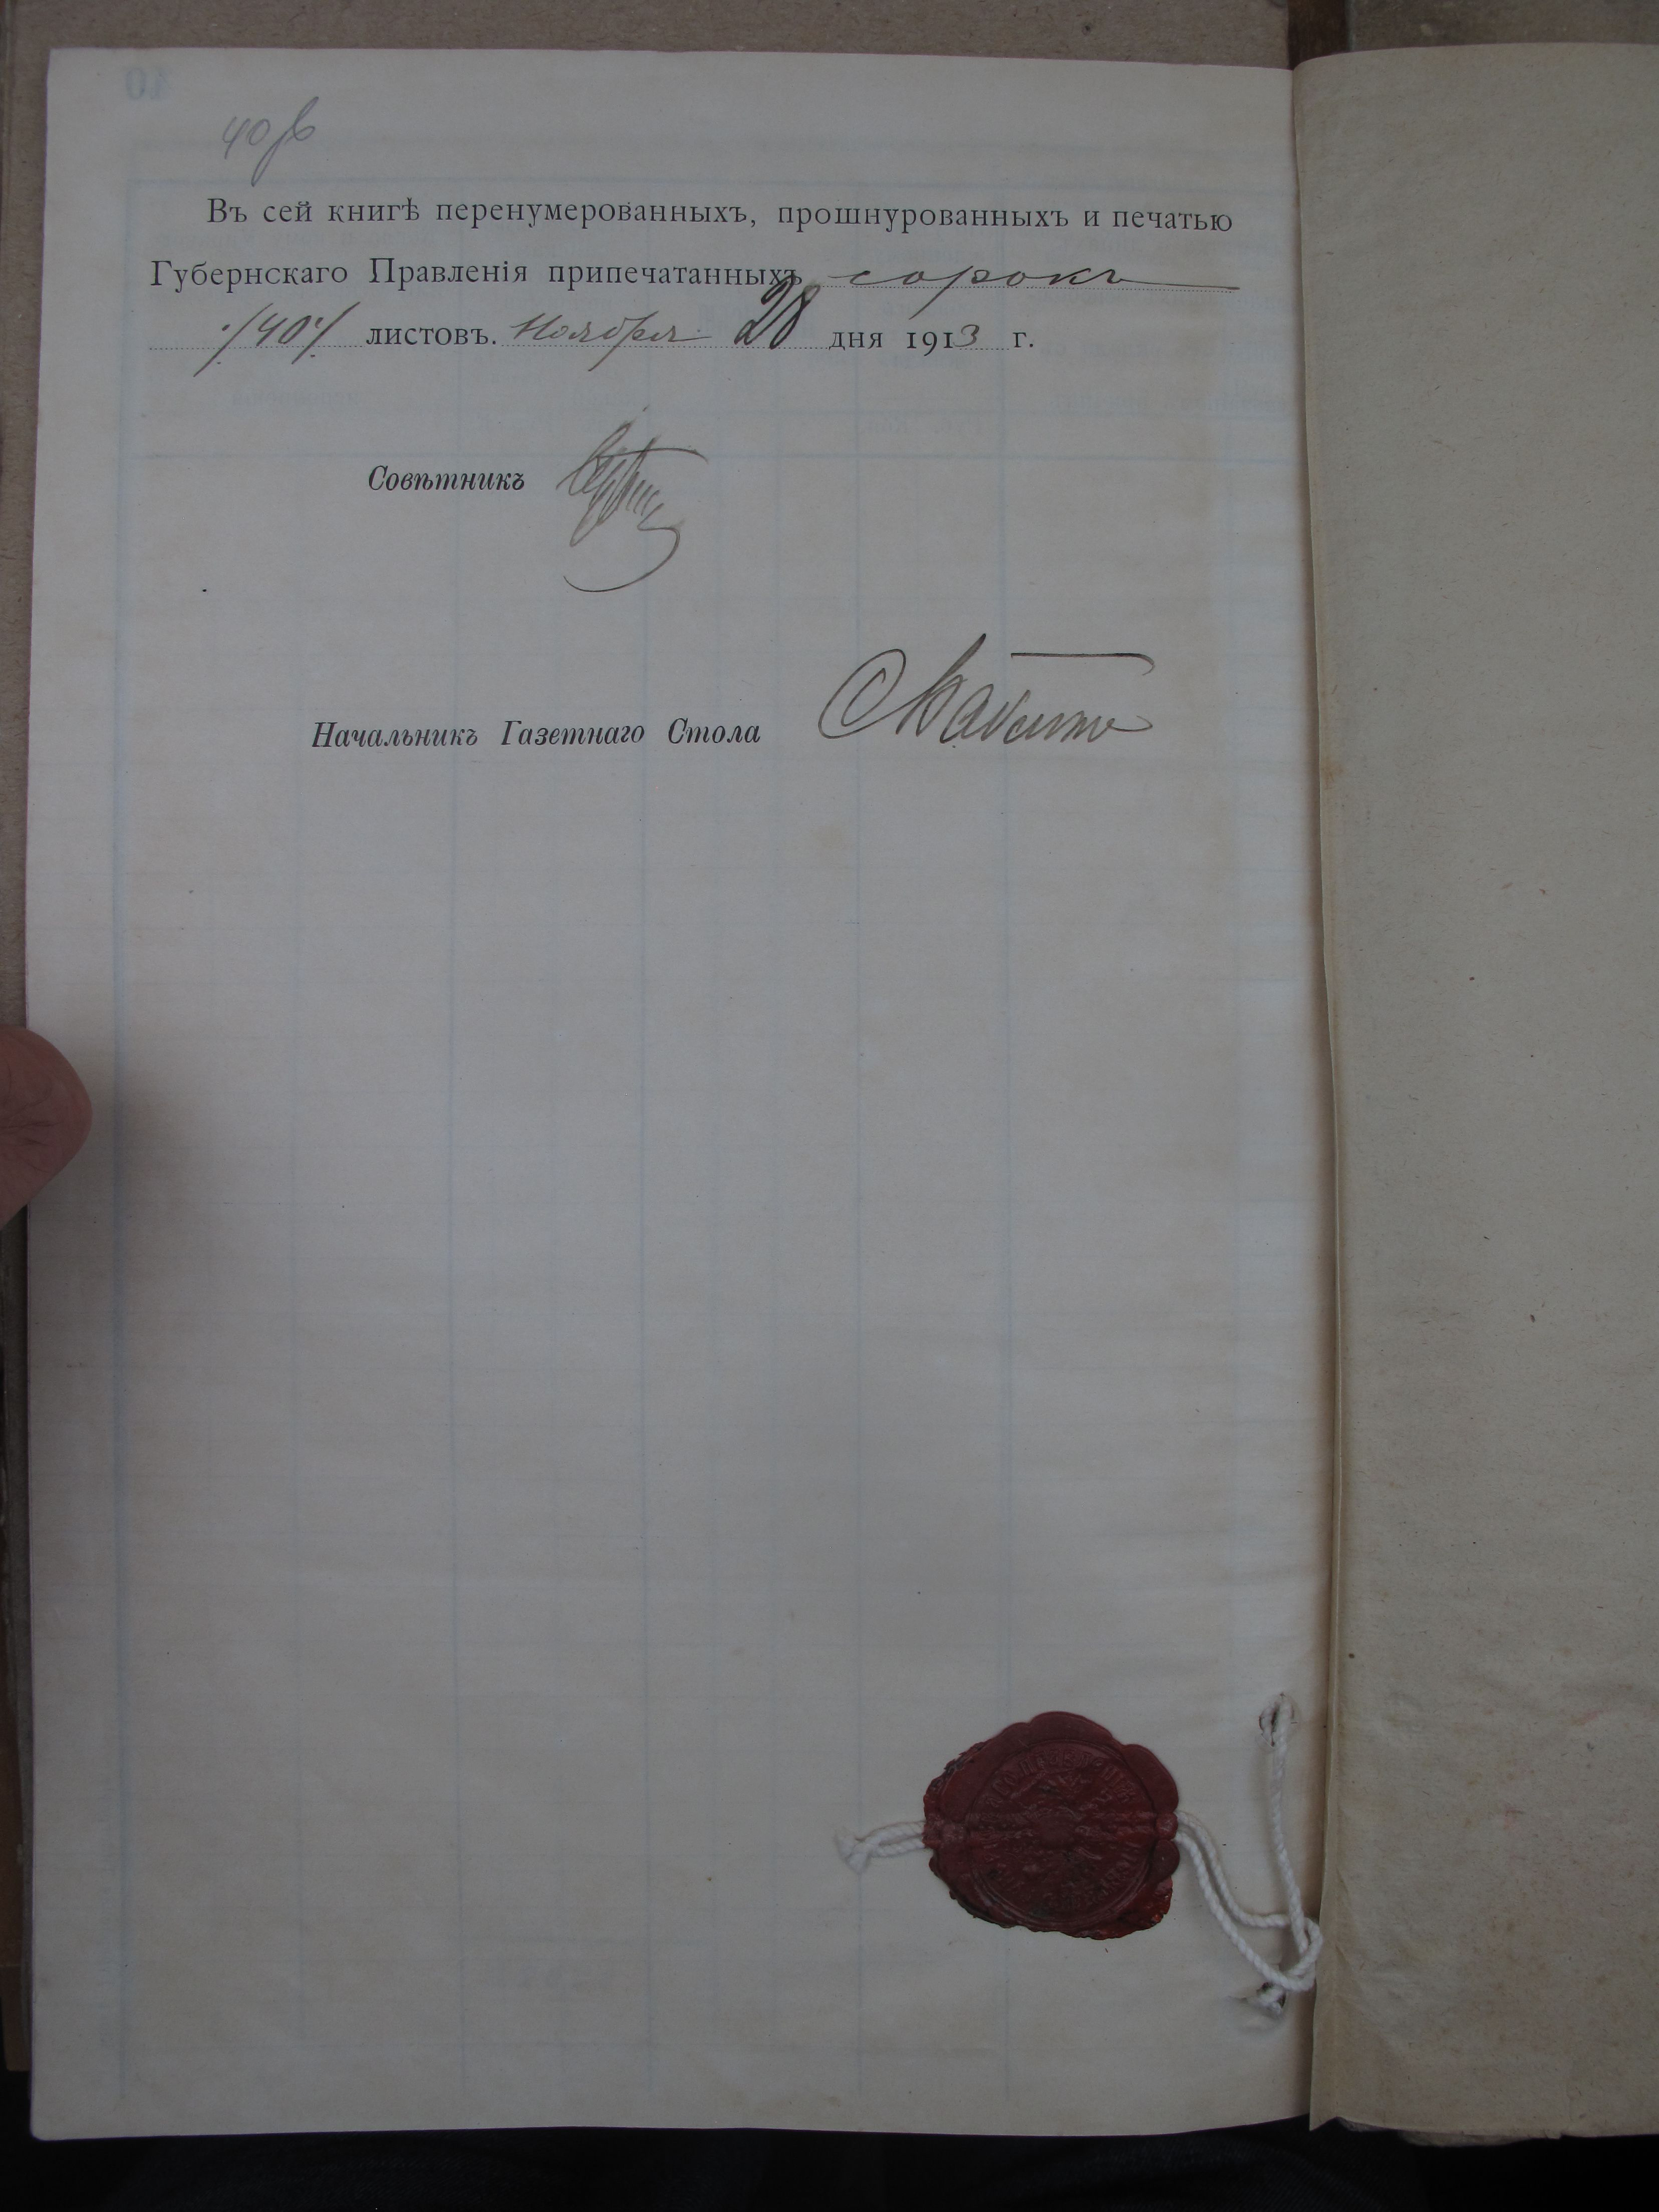 40об
Въ сей книгѣ перенумерованныхъ, прошнурованныхъ и печатью
Губернскаго Правленія припечатанныхъ сорокъ
/40/ листовъ. Ноября 28 дня 1913 г.
Совѣтникъ
Начальникъ Газетнаго Стола